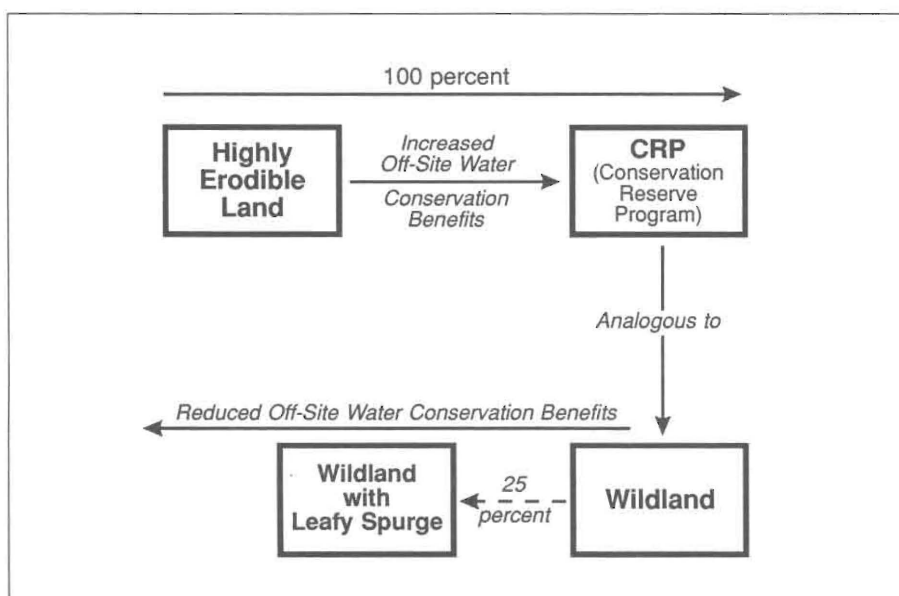 100 percent
Highly
Erodible
Land
Increased
Off-Site Water
Conservation
Benefits
CRP
(Conservation
Reserve
Program)
Analogous to
Reduced Off-Site Water Conservation Benefits
Wildland
with
Leafy Spurge
25
percent
Wildland